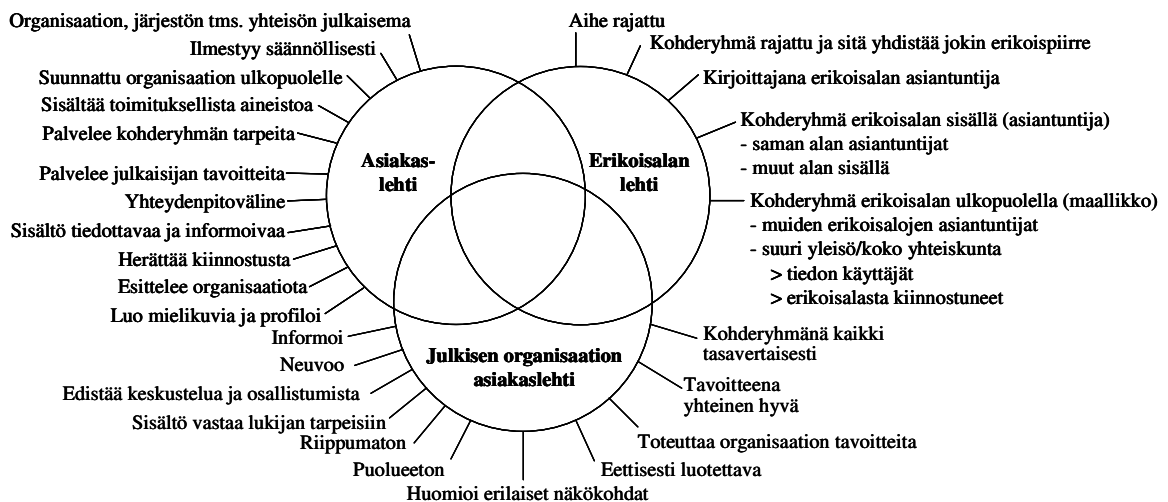 Organisaation, järjestön tms. yhteisön julkaisema
Ilmestyy säännöllisesti
Suunnattu organisaation ulkopuolelle
Sisältää toimituksellista aineistoa
Palvelee kohderyhmän tarpeita
Palvelee julkaisijan tavoitteita
Yhteydenpitoväline
Sisältö tiedottavaa ja informoivaa
Herättää kiinnostusta
Esittelee organisaatiota
Luo mielikuvia ja profiloi
Asiakas-
lehti
Aihe rajattu
Kohderyhmä rajattu ja sitä yhdistää jokin erikoispiirre
Kirjoittajana erikoisalan asiantuntija
Kohderyhmä erikoisalan sisällä (asiantuntija)
- saman alan asiantuntijat
- muut alan sisällä
Kohderyhmä erikoisalan ulkopuolella (maallikko)
- muiden erikoisalojen asiantuntijat
- suuri yleisö/koko yhteiskunta
> tiedon käyttäjät
> erikoisalasta kiinnostuneet
Erikoisalan
lehti
Informoi
Neuvoo
Edistää keskustelua ja osallistumista
Sisältö vastaa lukijan tarpeisiin
Riippumaton
Puolueeton
Huomioi erilaiset näkökohdat
Julkisen organisaation
asiakaslehti
Kohderyhmänä kaikki
tasavertaisesti
Tavoitteena
yhteinen hyvä
Toteuttaa organisaation tavoitteita
Eettisesti luotettava